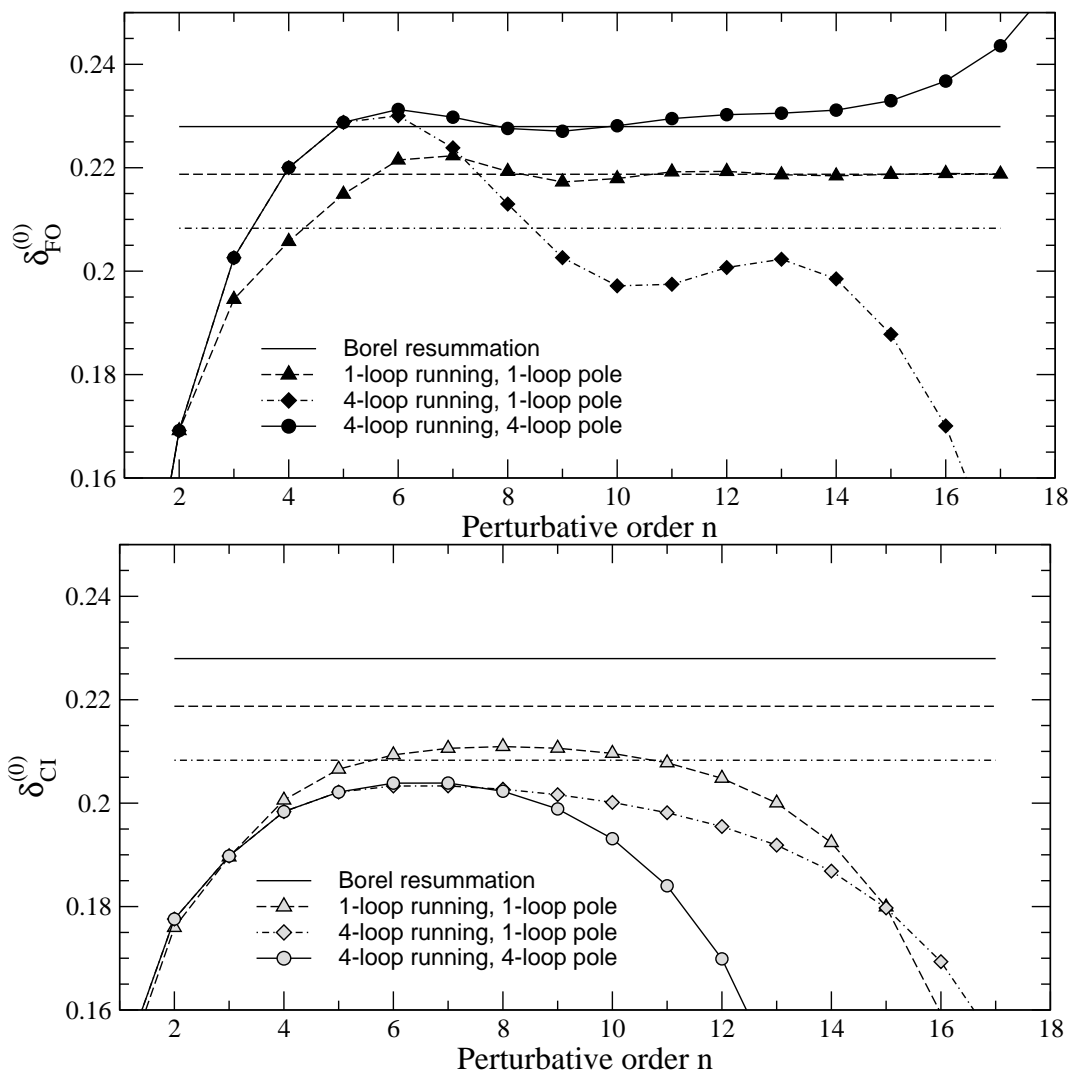 0.24
0.22
0.2
0.18
0.16
δ_FO^(0)
Borel resummation
1-loop running, 1-loop pole
4-loop running, 1-loop pole
4-loop running, 4-loop pole
2 4 6 8 10 12 14 16 18
Perturbative order n
0.24
0.22
0.2
0.18
0.16
δ_CI^(0)
Borel resummation
1-loop running, 1-loop pole
4-loop running, 1-loop pole
4-loop running, 4-loop pole
2 4 6 8 10 12 14 16 18
Perturbative order n